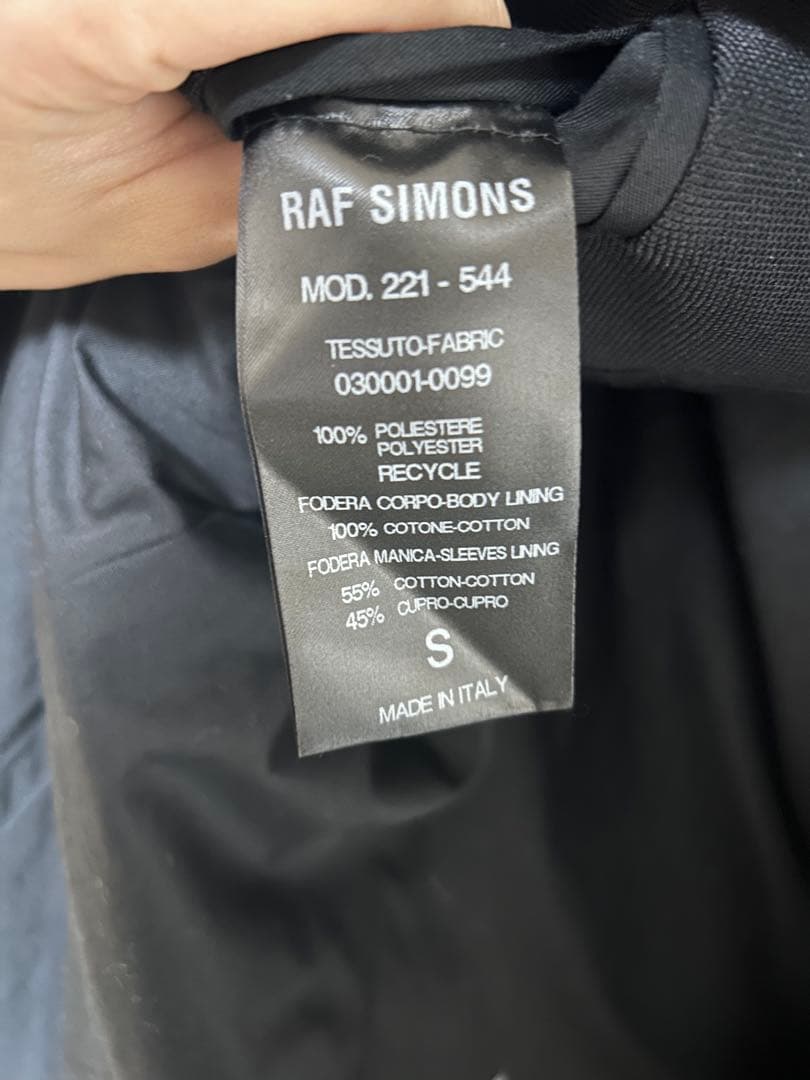 RAF SIMONS
MOD. 221 - 544
TESSUTO-FABRIC
030001-0099
100% POLIESTERE
POLYESTER
RECYCLE
FODERA CORPO-BODY LINING
100% COTONE-COTTON
FODERA MANICA-SLEEVES LINING
55% COTTON-COTTON
45% CUPRO-CUPRO
S
MADE IN ITALY